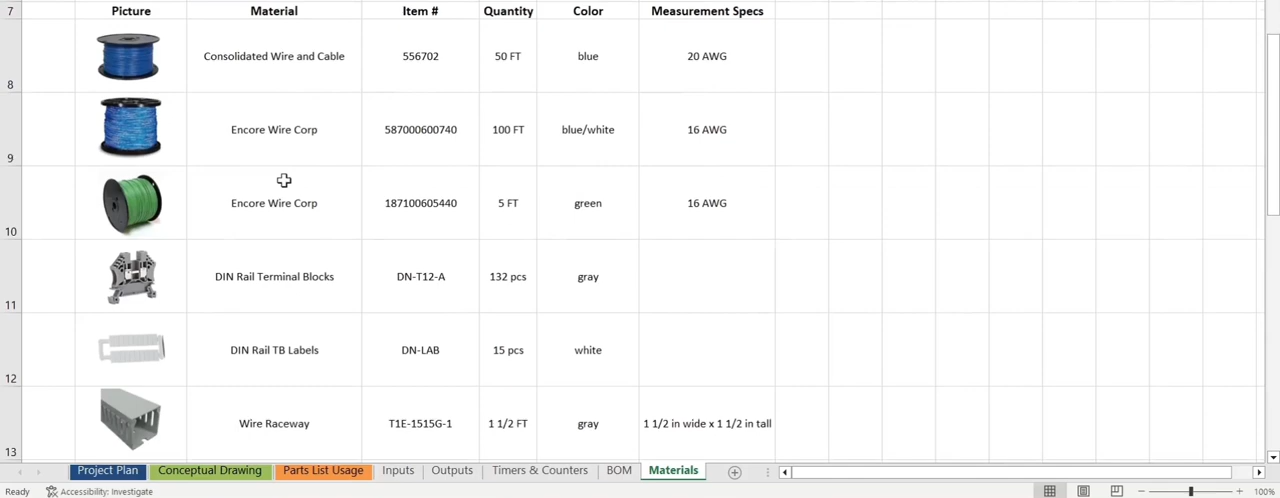 7 Picture Material Item # Quantity Color Measurement Specs
8 Consolidated Wire and Cable 556702 50 FT blue 20 AWG
9 Encore Wire Corp 587000600740 100 FT blue/white 16 AWG
10 Encore Wire Corp 187100605440 5 FT green 16 AWG
11 DIN Rail Terminal Blocks DN-T12-A 132 pcs gray
12 DIN Rail TB Labels DN-LAB 15 pcs white
13 Wire Raceway T1E-1515G-1 1 1/2 FT gray 1 1/2 in wide x 1 1/2 in tall
Project Plan Conceptual Drawing Parts List Usage Inputs Outputs Timers & Counters BOM Materials
Ready Accessibility: Investigate 100%